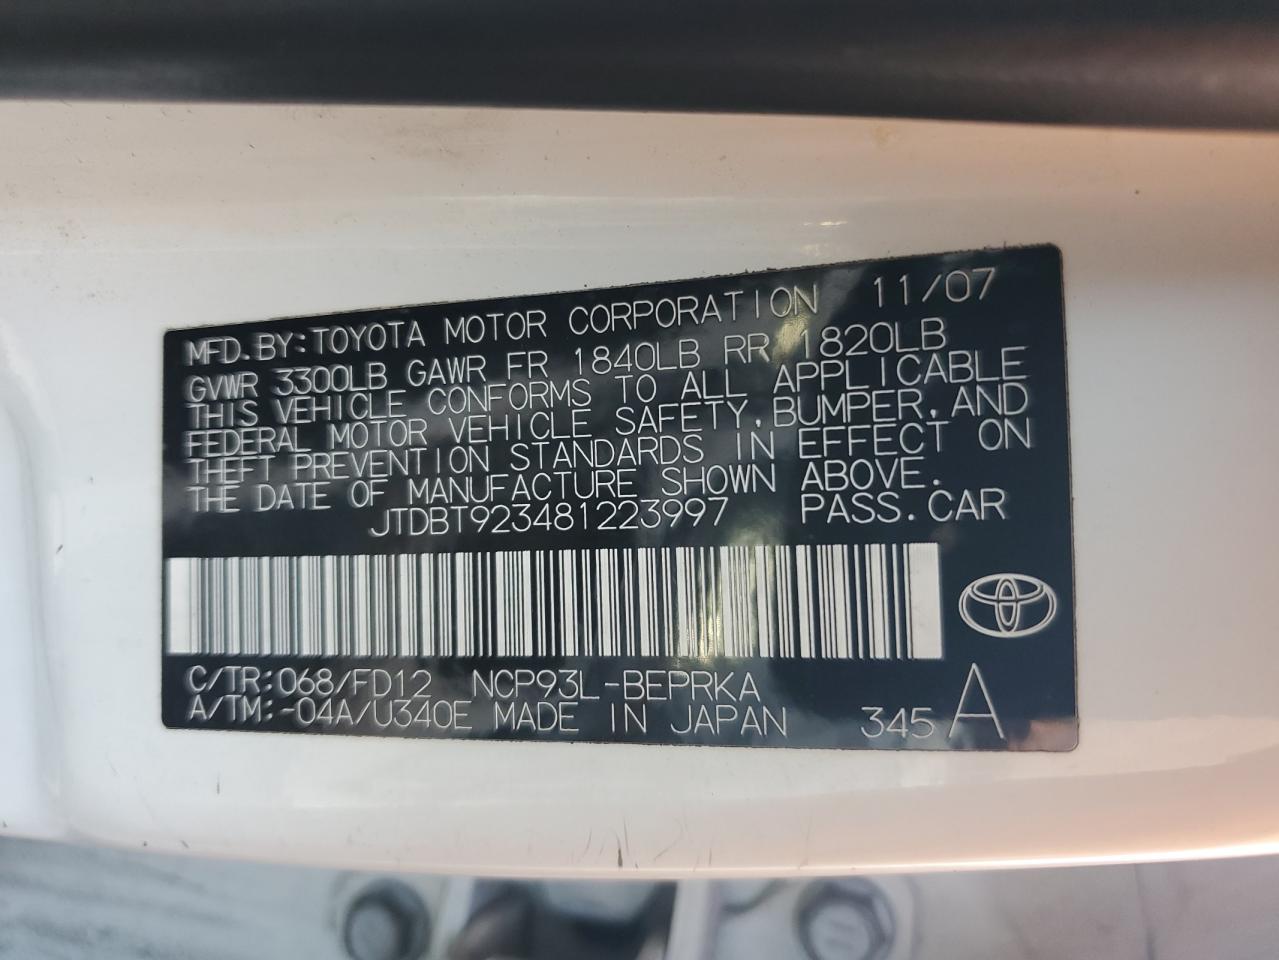 MFD.BY:TOYOTA MOTOR CORPORATION 11/07
GVWR 3300LB GAWR FR 1840LB RR 1820LB
THIS VEHICLE CONFORMS TO ALL APPLICABLE
FEDERAL MOTOR VEHICLE SAFETY,BUMPER,AND
THEFT PREVENTION STANDARDS IN EFFECT ON
THE DATE OF MANUFACTURE SHOWN ABOVE.
JTDBT923481223997 PASS.CAR
C/TR:068/FD12 NCP93L-BEPRKA
A/TM:-04A/U340E MADE IN JAPAN 345 A